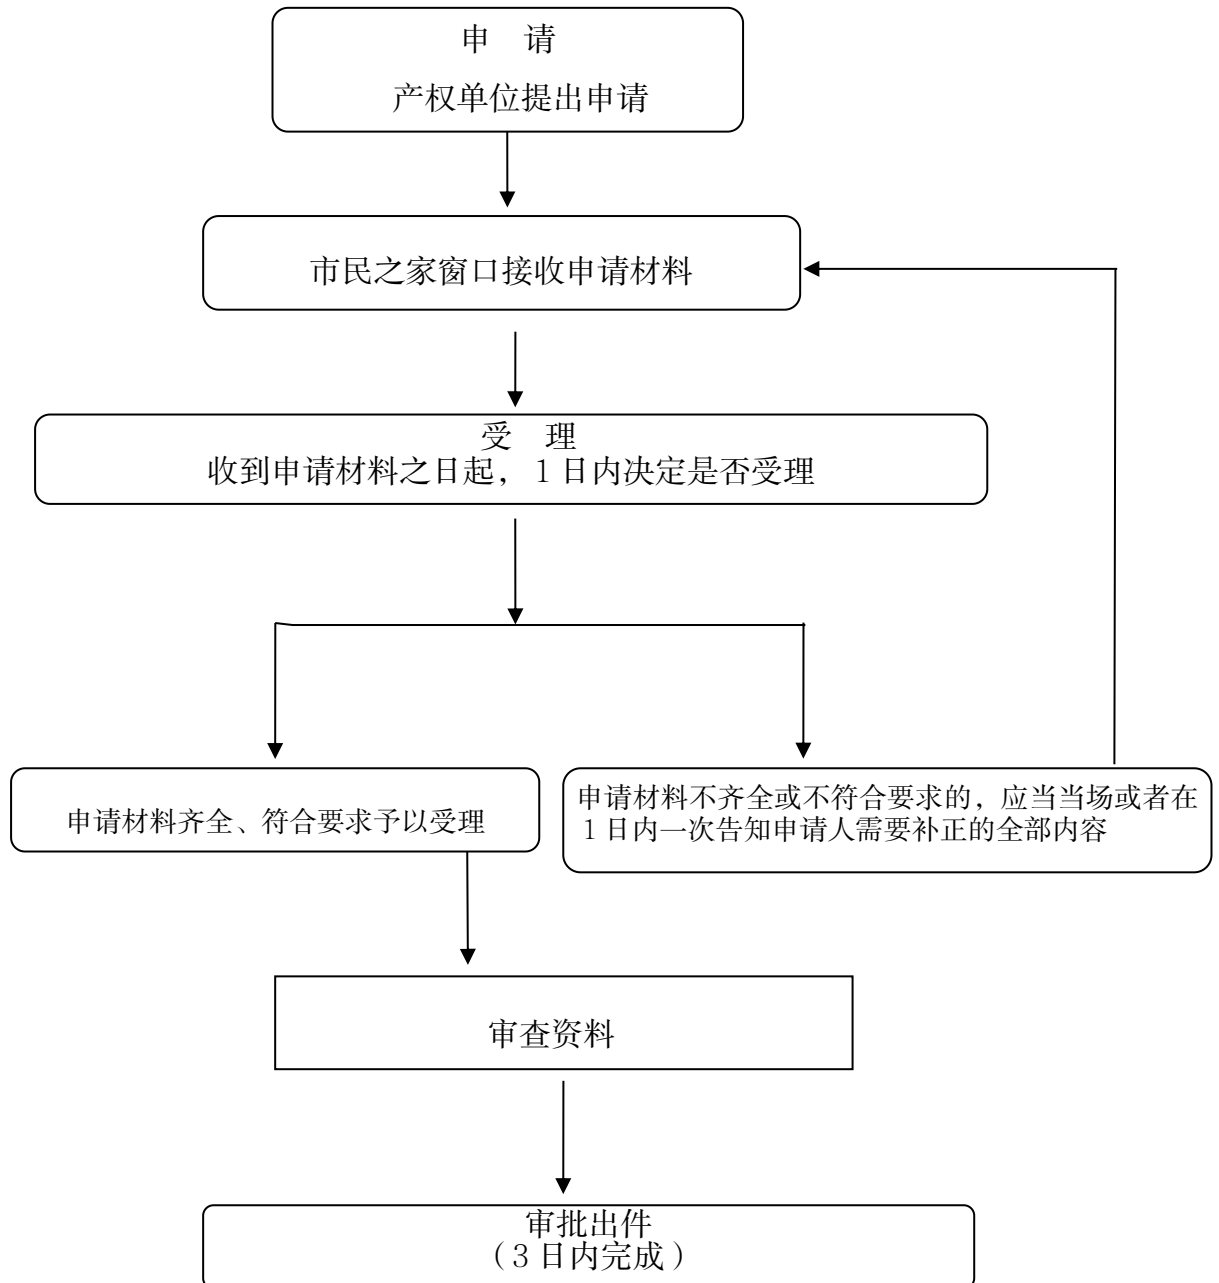 申　请
产权单位提出申请
市民之家窗口接收申请材料
受　理
收到申请材料之日起，1日内决定是否受理
申请材料齐全、符合要求予以受理
申请材料不齐全或不符合要求的，应当当场或者在
1日内一次告知申请人需要补正的全部内容
审查资料
审批出件
（3日内完成）